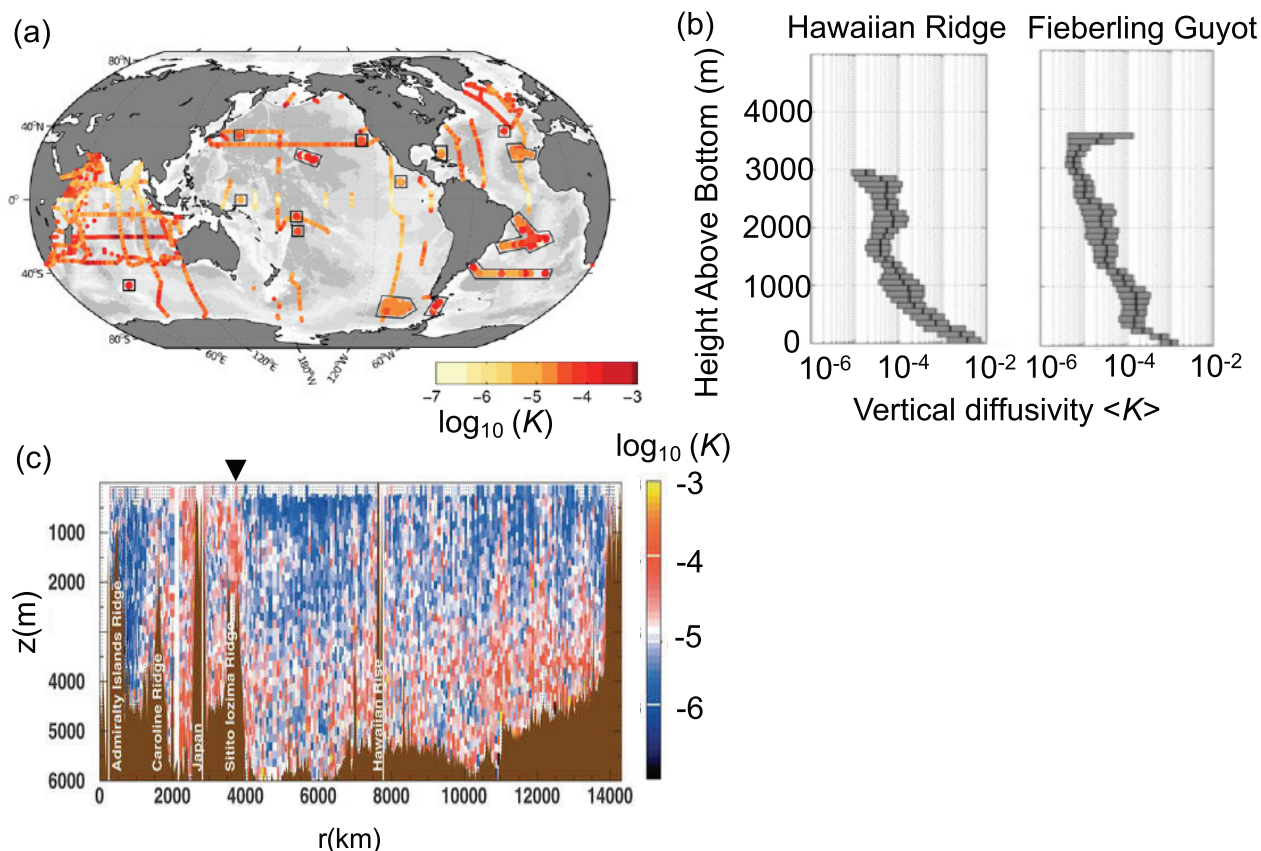 (a)
80°N
40°N
0°
40°S
80°S
60°E
120°E
180°W
120°W
60°W
-7 -6 -5 -4 -3
log10 (K)
(b)
Hawaiian Ridge Fieberling Guyot
Height Above Bottom (m)
4000
3000
2000
1000
0
10-6 10-4 10-2 10-6 10-4 10-2
Vertical diffusivity <K>
(c)
log10 (K)
-3
-4
-5
-6
z(m)
1000
2000
3000
4000
5000
6000
Admiralty Islands Ridge
Caroline Ridge
Japan
Sitito Iozima Ridge
Hawaiian Rise
0 2000 4000 6000 8000 10000 12000 14000
r(km)